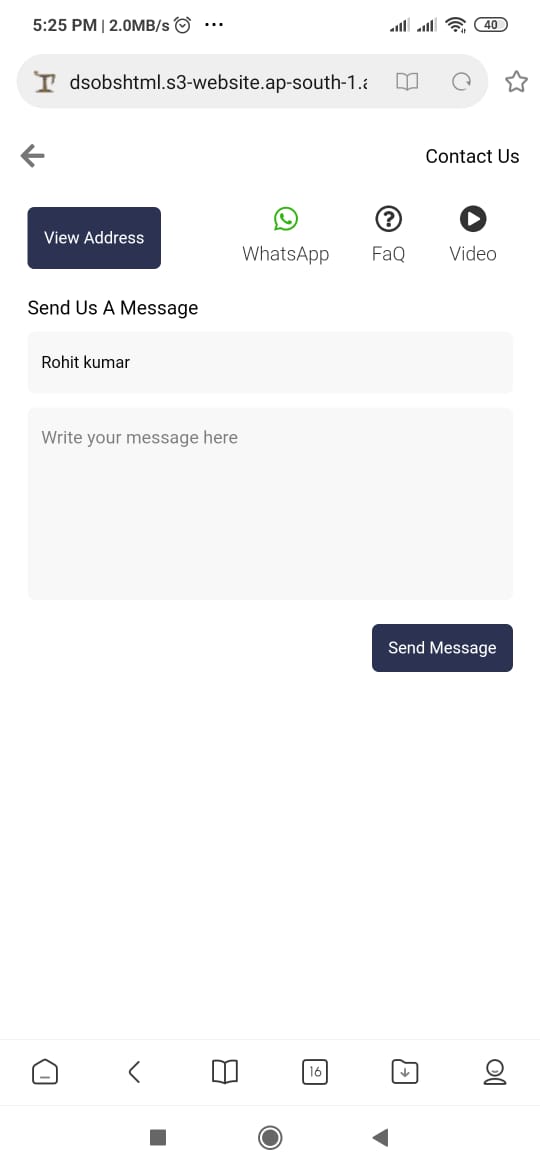 5:25 PM | 2.0MB/s ...
40
dsobshtml.s3-website.ap-south-1.a
Contact Us
View Address
WhatsApp
FaQ
Video
Send Us A Message
Rohit kumar
Write your message here
Send Message
16